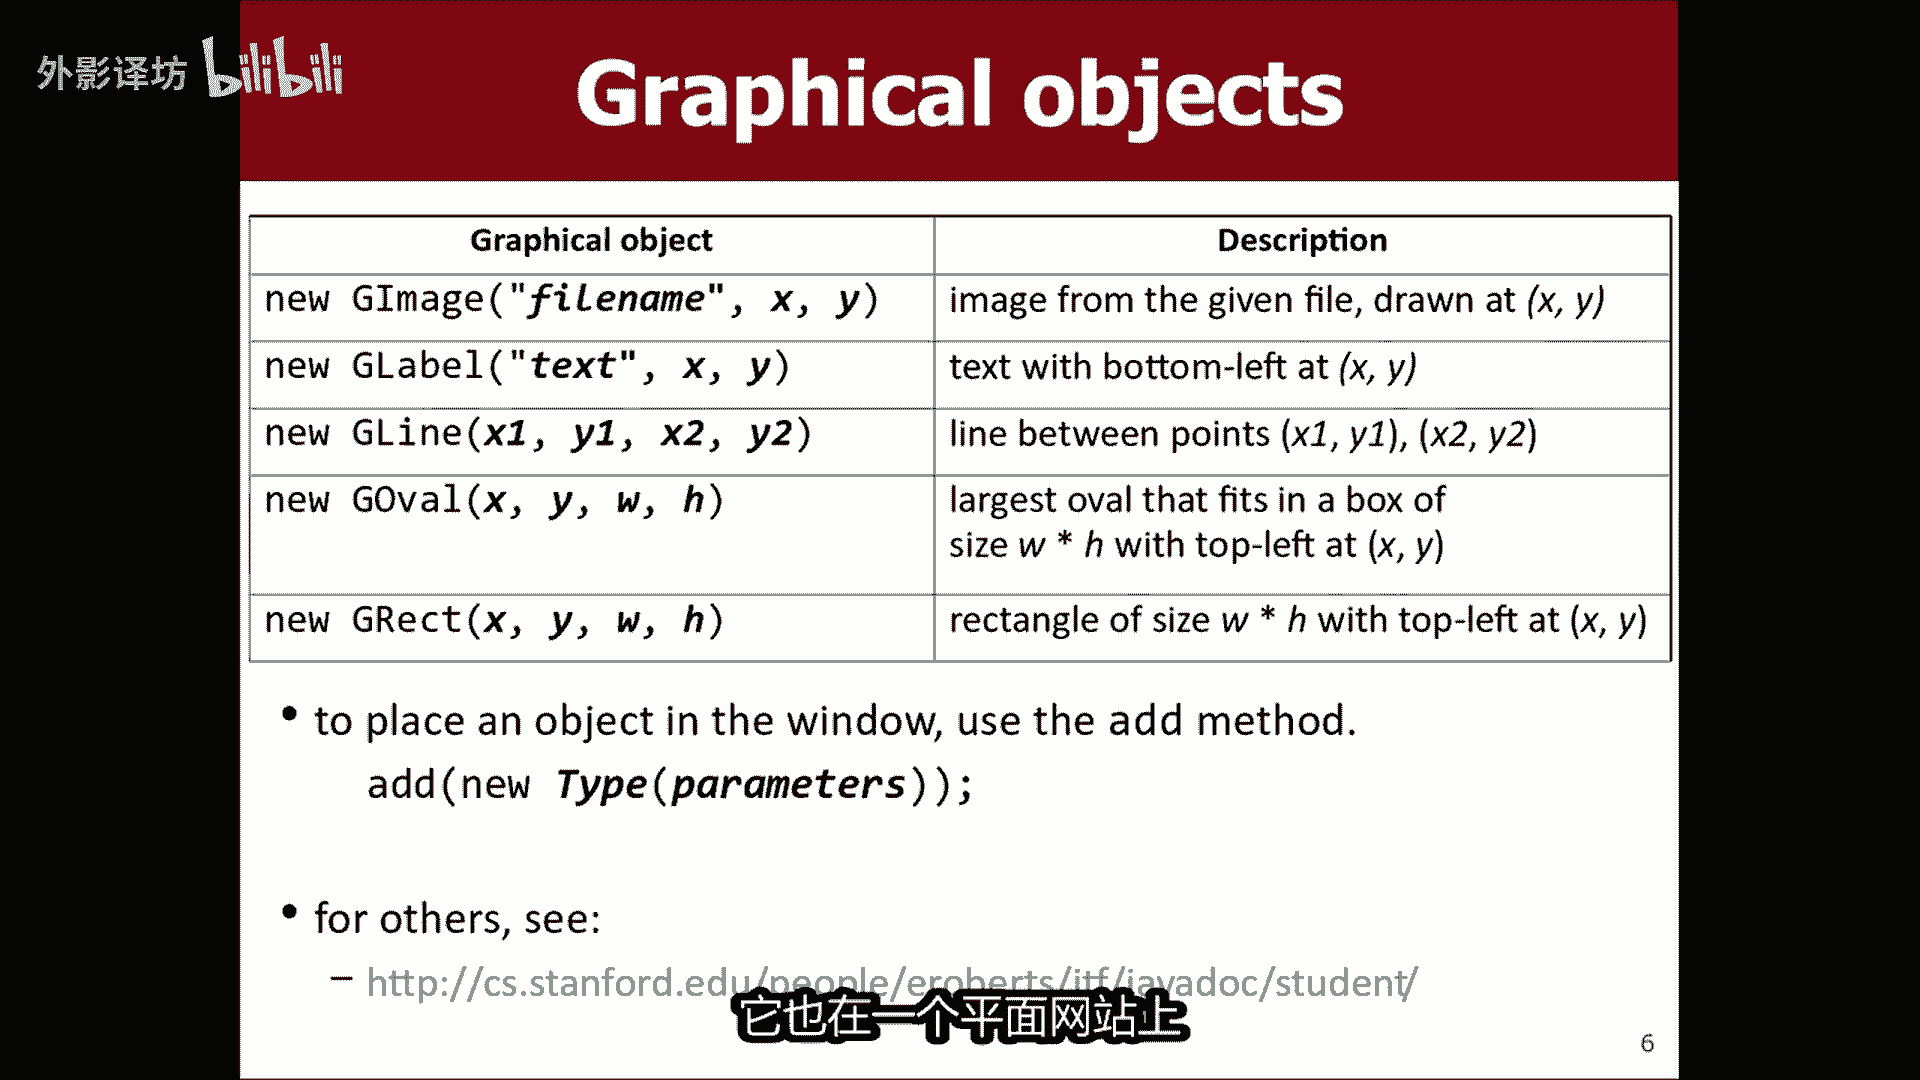 外影译坊 bilibili
Graphical objects
Graphical object Description
new GImage("filename", x, y) image from the given file, drawn at (x, y)
new GLabel("text", x, y) text with bottom-left at (x, y)
new GLine(x1, y1, x2, y2) line between points (x1, y1), (x2, y2)
new GOval(x, y, w, h) largest oval that fits in a box of
size w * h with top-left at (x, y)
new GRect(x, y, w, h) rectangle of size w * h with top-left at (x, y)
• to place an object in the window, use the add method.
add(new Type(parameters));
• for others, see:
– http://cs.stanford.edu/people/eroberts/jtf/javadoc/student/
它也在一个平面网站上
6